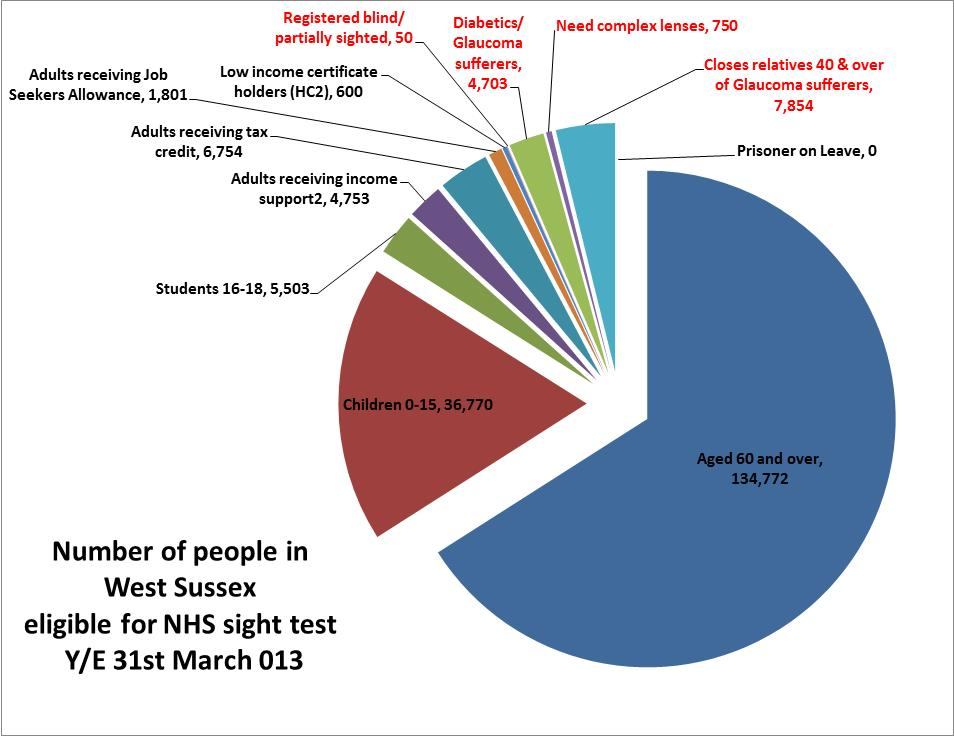 Registered blind/
partially sighted, 50
Diabetics/
Glaucoma
sufferers,
4,703
Need complex lenses, 750
Closes relatives 40 & over
of Glaucoma sufferers,
7,854
Adults receiving Job
Seekers Allowance, 1,801
Low income certificate
holders (HC2), 600
Adults receiving tax
credit, 6,754
Prisoner on Leave, 0
Adults receiving income
support2, 4,753
Students 16-18, 5,503
Children 0-15, 36,770
Aged 60 and over,
134,772
Number of people in
West Sussex
eligible for NHS sight test
Y/E 31st March 013